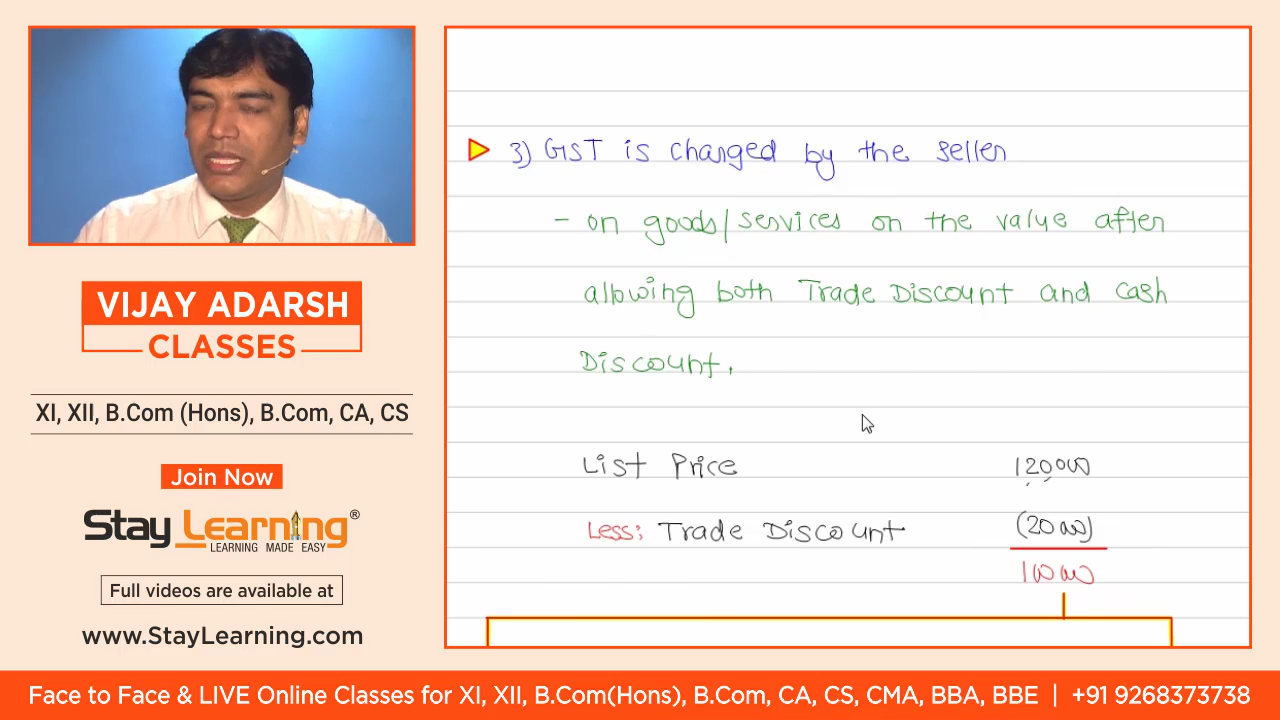 3) GST is charged by the seller
- on goods/services on the value after
allowing both Trade Discount and cash
Discount.
List Price 120000
Less: Trade Discount (20000)
100000
VIJAY ADARSH
CLASSES
XI, XII, B.Com (Hons), B.Com, CA, CS
Join Now
Stay Learning®
LEARNING MADE EASY
Full videos are available at
www.StayLearning.com
Face to Face & LIVE Online Classes for XI, XII, B.Com(Hons), B.Com, CA, CS, CMA, BBA, BBE | +91 9268373738